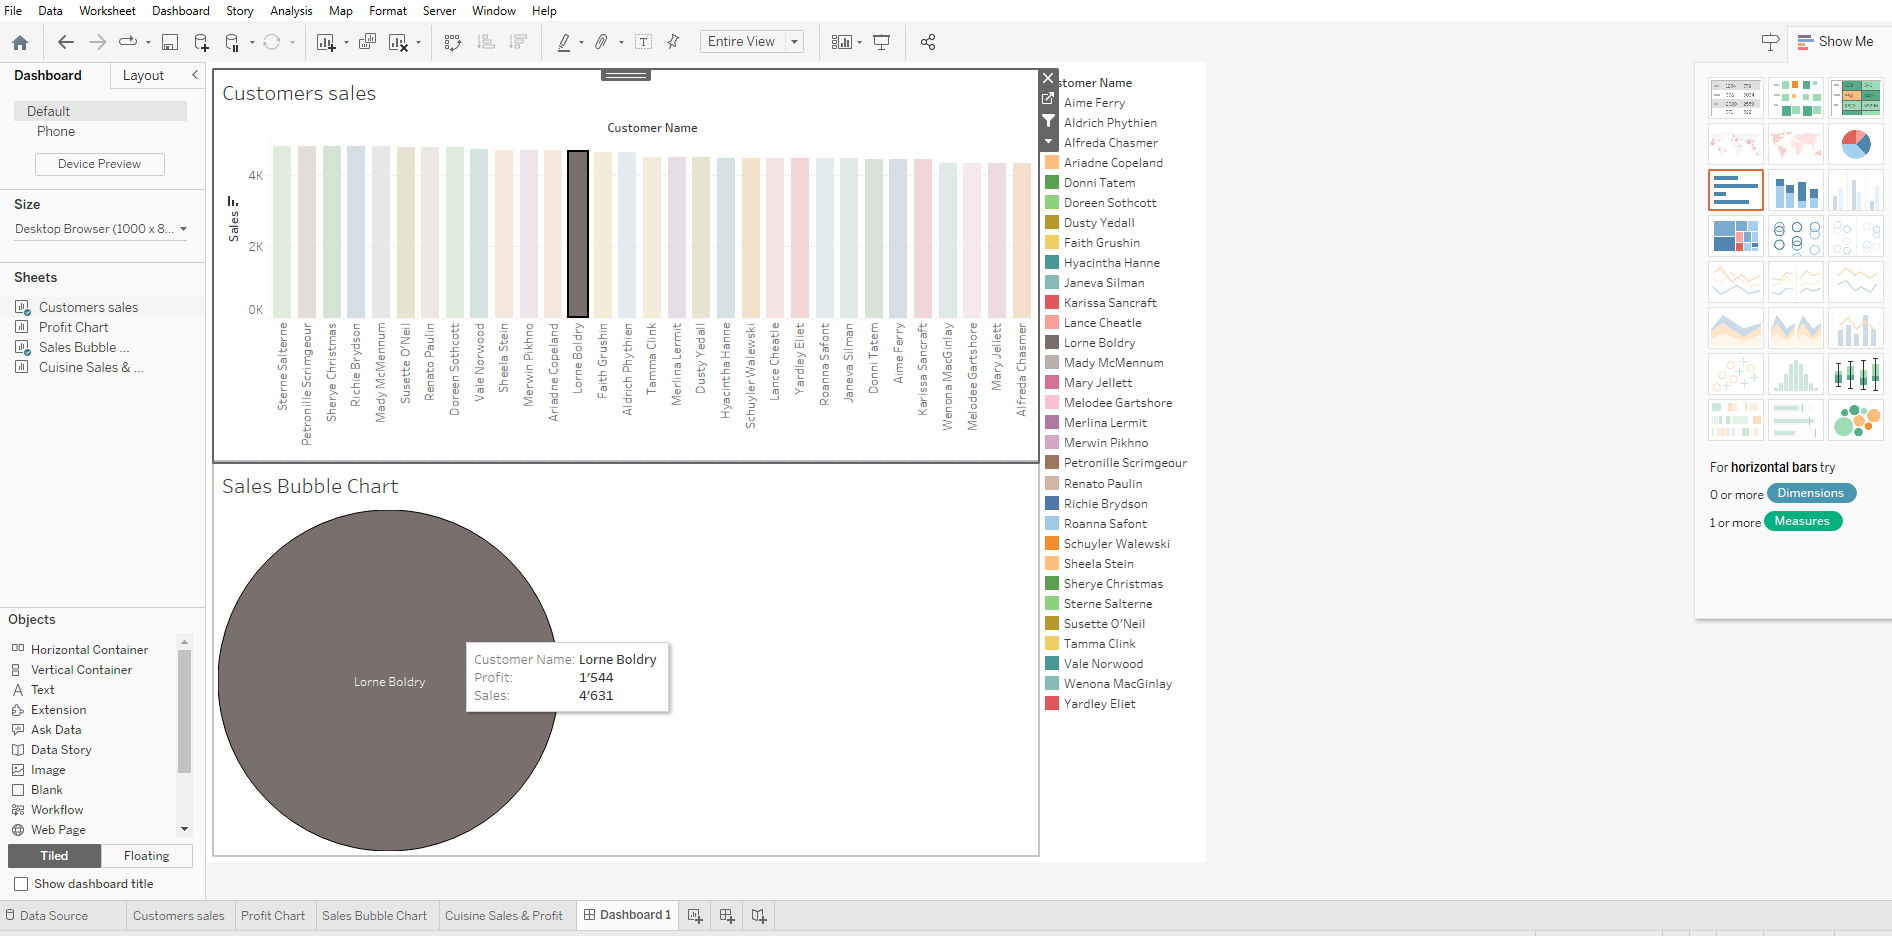 File Data Worksheet Dashboard Story Analysis Map Format Server Window Help
Entire View
Show Me
Dashboard Layout
Default
Phone
Device Preview
Size
Desktop Browser (1000 x 8...
Sheets
Customers sales
Profit Chart
Sales Bubble ...
Cuisine Sales & ...
Objects
Horizontal Container
Vertical Container
Text
Extension
Ask Data
Data Story
Image
Blank
Workflow
Web Page
Tiled Floating
Show dashboard title
Customers sales
Customer Name
Sales
4K
2K
0K
Sterne Salterne
Petronille Scrimgeour
Sherye Christmas
Richie Brydson
Mady McMennum
Susette O'Neil
Renato Paulin
Doreen Sothcott
Vale Norwood
Sheela Stein
Merwin Pikhno
Ariadne Copeland
Lorne Boldry
Faith Grushin
Aldrich Phythien
Tamma Clink
Merlina Lermit
Dusty Yedall
Hyacintha Hanne
Schuyler Walewski
Lance Cheatle
Yardley Eliet
Roanna Safont
Janeva Silman
Donni Tatem
Aime Ferry
Karissa Sancraft
Wenona MacGinlay
Melodee Gartshore
Mary Jellett
Alfreda Chasmer
Sales Bubble Chart
Lorne Boldry
Customer Name: Lorne Boldry
Profit: 1'544
Sales: 4'631
stomer Name
Aime Ferry
Aldrich Phythien
Alfreda Chasmer
Ariadne Copeland
Donni Tatem
Doreen Sothcott
Dusty Yedall
Faith Grushin
Hyacintha Hanne
Janeva Silman
Karissa Sancraft
Lance Cheatle
Lorne Boldry
Mady McMennum
Mary Jellett
Melodee Gartshore
Merlina Lermit
Merwin Pikhno
Petronille Scrimgeour
Renato Paulin
Richie Brydson
Roanna Safont
Schuyler Walewski
Sheela Stein
Sherye Christmas
Sterne Salterne
Susette O'Neil
Tamma Clink
Vale Norwood
Wenona MacGinlay
Yardley Eliet
For horizontal bars try
0 or more Dimensions
1 or more Measures
Data Source Customers sales Profit Chart Sales Bubble Chart Cuisine Sales & Profit Dashboard 1